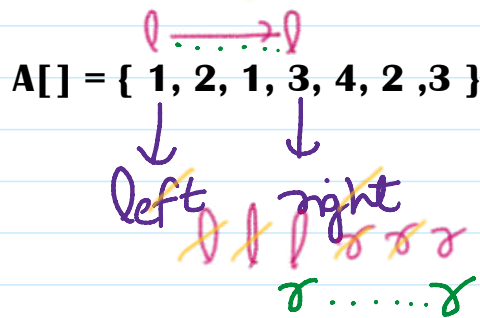 l → l
A[] = { 1, 2, 1, 3, 4, 2 ,3 }
left right
l l l r r r
r ...... r